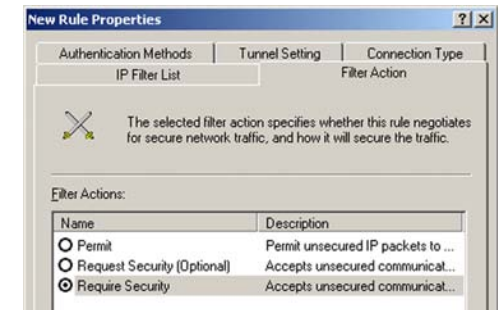 New Rule Properties ? X
Authentication Methods Tunnel Setting Connection Type
IP Filter List Filter Action
The selected filter action specifies whether this rule negotiates
for secure network traffic, and how it will secure the traffic.
Filter Actions:
Name Description
Permit Permit unsecured IP packets to ...
Request Security (Optional) Accepts unsecured communicat...
Require Security Accepts unsecured communicat...